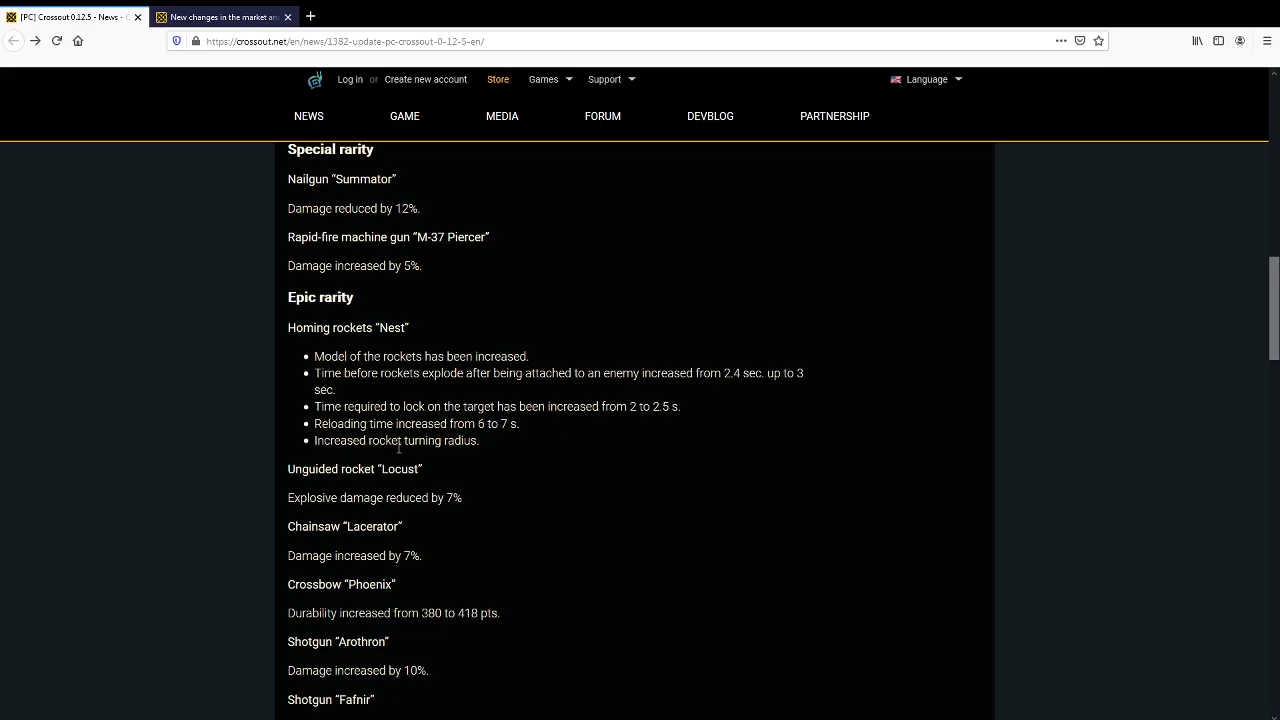 [PC] Crossout 0.12.5 - News - C
New changes in the market an
https://crossout.net/en/news/1382-update-pc-crossout-0-12-5-en/
Log in or Create new account Store Games Support Language
NEWS GAME MEDIA FORUM DEVBLOG PARTNERSHIP
Special rarity
Nailgun “Summator”
Damage reduced by 12%.
Rapid-fire machine gun “M-37 Piercer”
Damage increased by 5%.
Epic rarity
Homing rockets “Nest”
Model of the rockets has been increased.
Time before rockets explode after being attached to an enemy increased from 2.4 sec. up to 3
sec.
Time required to lock on the target has been increased from 2 to 2.5 s.
Reloading time increased from 6 to 7 s.
Increased rocket turning radius.
Unguided rocket “Locust”
Explosive damage reduced by 7%
Chainsaw “Lacerator”
Damage increased by 7%.
Crossbow “Phoenix”
Durability increased from 380 to 418 pts.
Shotgun “Arothron”
Damage increased by 10%.
Shotgun “Fafnir”